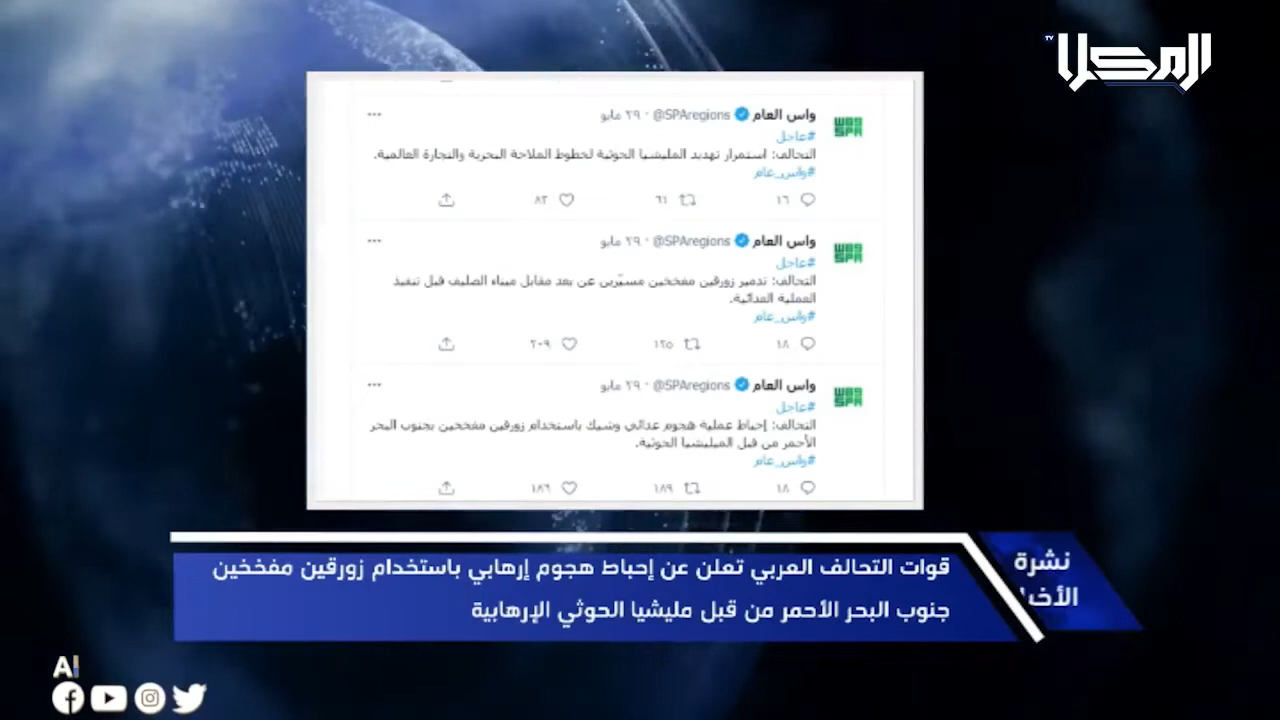 المكلا
TV
واس العام @SPAregions · ٢٩ مايو
#عاجل
التحالف: استمرار تهديد المليشيا الحوثية لخطوط الملاحة البحرية والتجارة العالمية.
#واس_عام
١٦ ٦١ ٨٢
واس العام @SPAregions · ٢٩ مايو
#عاجل
التحالف: تدمير زورقين مفخخين مسيّرين عن بعد مقابل ميناء الصليف قبل تنفيذ
العملية العدائية.
#واس_عام
١٨ ١٢٥ ٢٠٩
واس العام @SPAregions · ٢٩ مايو
#عاجل
التحالف: إحباط عملية هجوم عدائي وشيك باستخدام زورقين مفخخين بجنوب البحر
الأحمر من قبل الميليشيا الحوثية.
#واس_عام
١٨ ١٨٩ ١٨٦
نشرة
قوات التحالف العربي تعلن عن إحباط هجوم إرهابي باستخدام زورقين مفخخين
جنوب البحر الأحمر من قبل مليشيا الحوثي الإرهابية